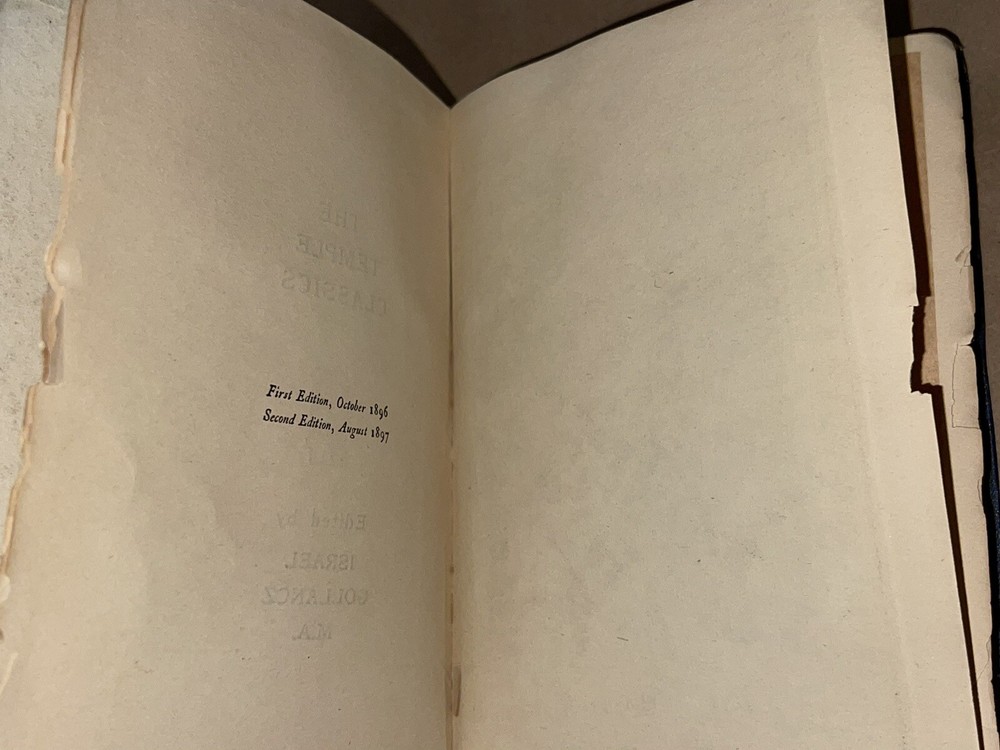 THE
TEMPLE
CLASSICS
First Edition, October 1896
Second Edition, August 1897
Edited by
ISRAEL
GOLLANCZ
M.A.